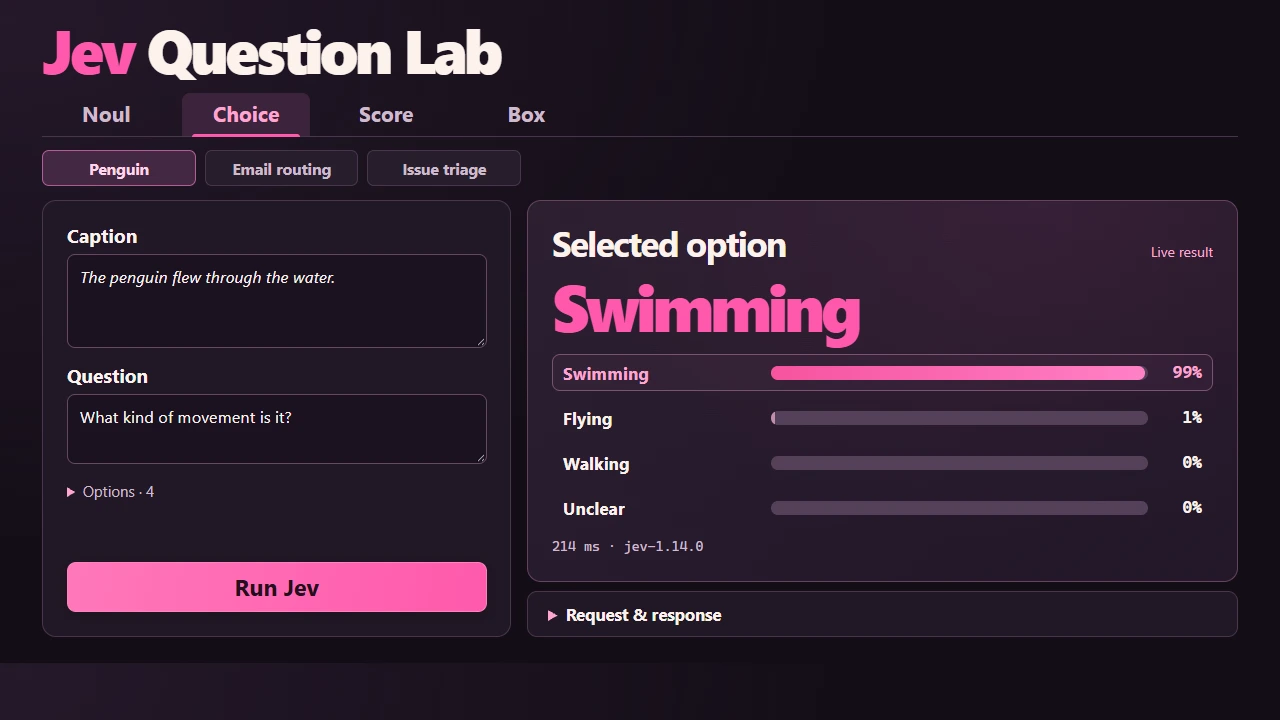 Jev Question Lab
Noul Choice Score Box
Penguin Email routing Issue triage
Caption
The penguin flew through the water.
Question
What kind of movement is it?
Options · 4
Run Jev
Selected option
Live result
Swimming
Swimming 99%
Flying 1%
Walking 0%
Unclear 0%
214 ms · jev-1.14.0
Request & response